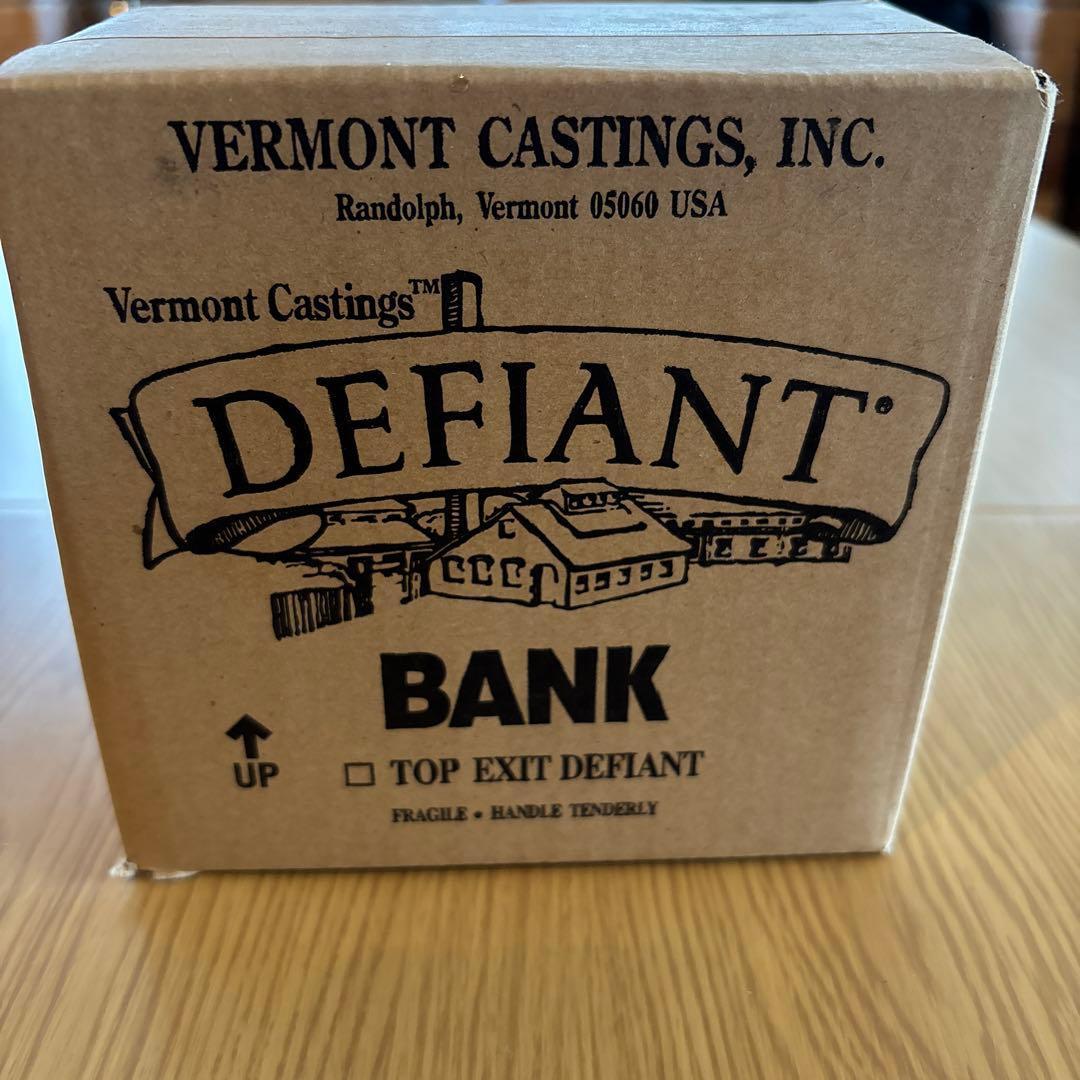 VERMONT CASTINGS, INC.
Randolph, Vermont 05060 USA
Vermont Castings™
DEFIANT®
BANK
UP
☐ TOP EXIT DEFIANT
FRAGILE • HANDLE TENDERLY